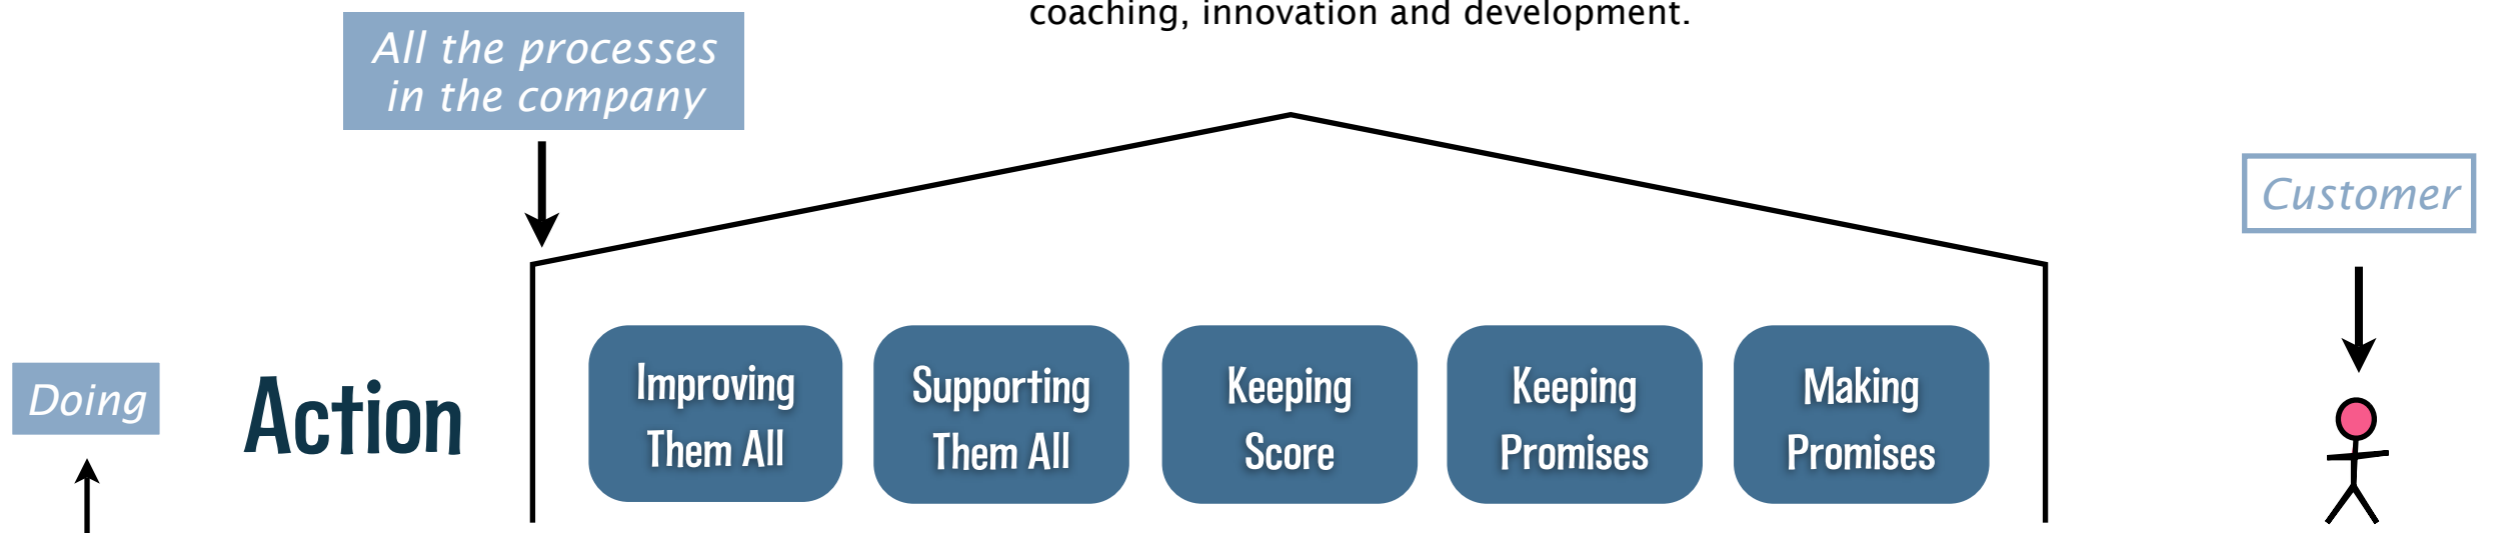 coaching, innovation and development.
All the processes
in the company
Customer
Doing
Action
Improving
Them All
Supporting
Them All
Keeping
Score
Keeping
Promises
Making
Promises